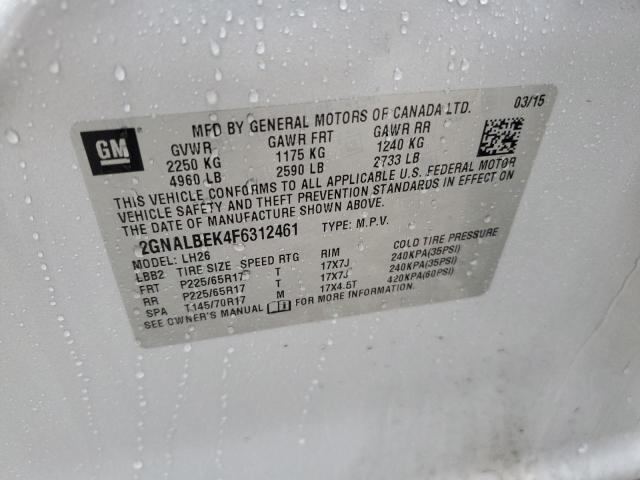 GM
MFD BY GENERAL MOTORS OF CANADA LTD. 03/15
GVWR GAWR FRT GAWR RR
2250 KG 1175 KG 1240 KG
4960 LB 2590 LB 2733 LB
THIS VEHICLE CONFORMS TO ALL APPLICABLE U.S. FEDERAL MOTOR
VEHICLE SAFETY AND THEFT PREVENTION STANDARDS IN EFFECT ON
THE DATE OF MANUFACTURE SHOWN ABOVE.
2GNALBEK4F6312461 TYPE: M.P.V.
MODEL: LH26
LBB2 TIRE SIZE SPEED RTG RIM COLD TIRE PRESSURE
FRT P225/65R17 T 17X7J 240KPA(35PSI)
RR P225/65R17 T 17X7J 240KPA(35PSI)
SPA T145/70R17 M 17X4.5T 420KPA(60PSI)
SEE OWNER'S MANUAL FOR MORE INFORMATION.